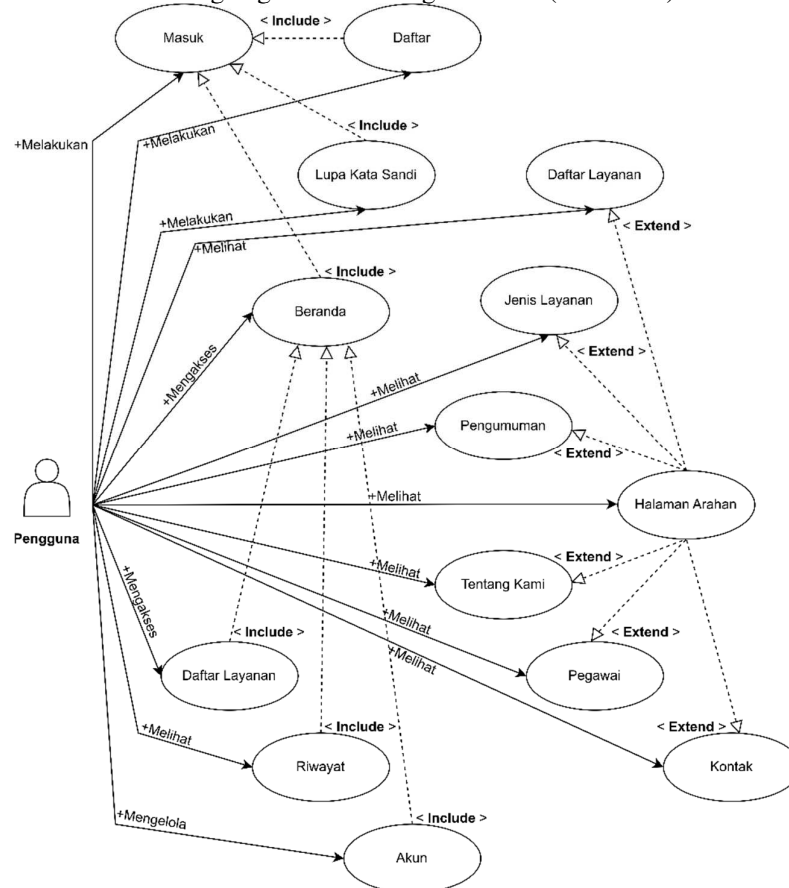 < Include >
Masuk
Daftar
+Melakukan
+Melakukan
< Include >
Lupa Kata Sandi
Daftar Layanan
+Melakukan
+Melihat
< Extend >
< Include >
Beranda
Jenis Layanan
< Extend >
+Mengakses
+Melihat
Pengumuman
+Melihat
< Extend >
+Melihat
Halaman Arahan
Pengguna
< Extend >
+Melihat
Tentang Kami
+Mengakses
< Include >
+Melihat
< Extend >
+Melihat
Daftar Layanan
Pegawai
+Melihat
< Include >
< Extend >
Riwayat
Kontak
+Mengelola
< Include >
Akun